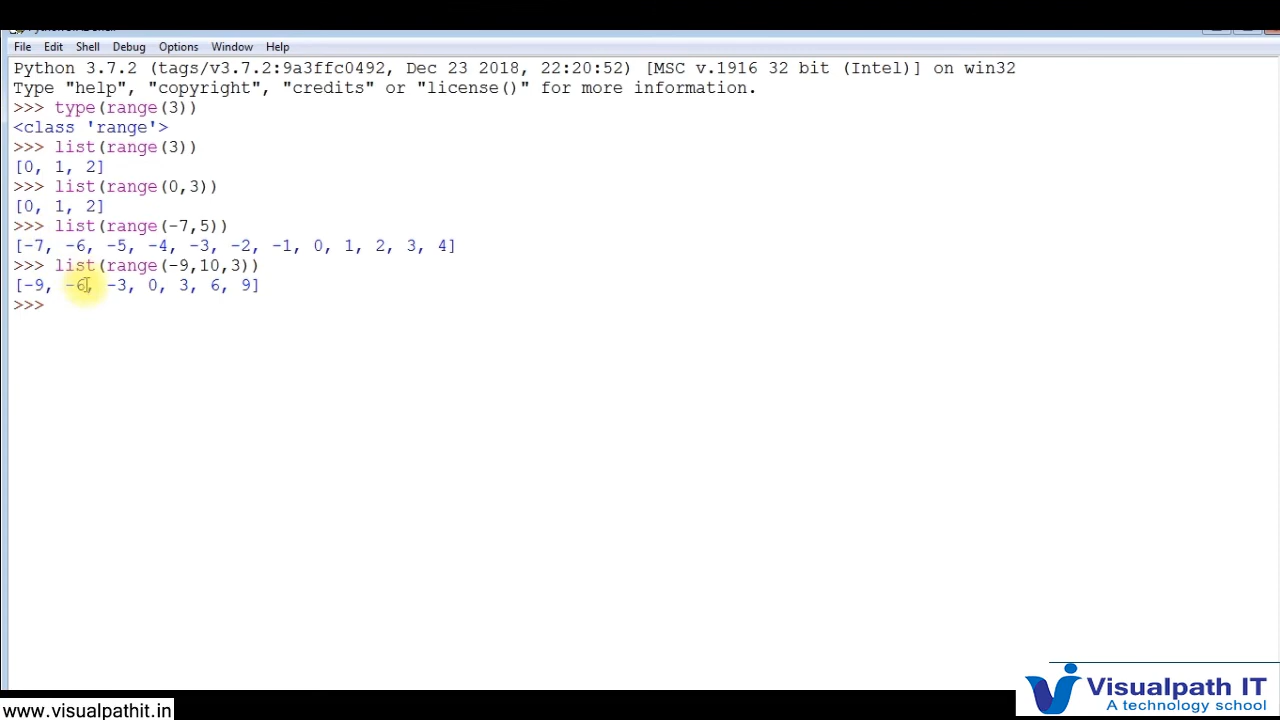 File Edit Shell Debug Options Window Help
Python 3.7.2 (tags/v3.7.2:9a3ffc0492, Dec 23 2018, 22:20:52) [MSC v.1916 32 bit (Intel)] on win32
Type "help", "copyright", "credits" or "license()" for more information.
>>> type(range(3))
<class 'range'>
>>> list(range(3))
[0, 1, 2]
>>> list(range(0,3))
[0, 1, 2]
>>> list(range(-7,5))
[-7, -6, -5, -4, -3, -2, -1, 0, 1, 2, 3, 4]
>>> list(range(-9,10,3))
[-9, -6, -3, 0, 3, 6, 9]
>>>
Visualpath IT
A technology school
www.visualpathit.in